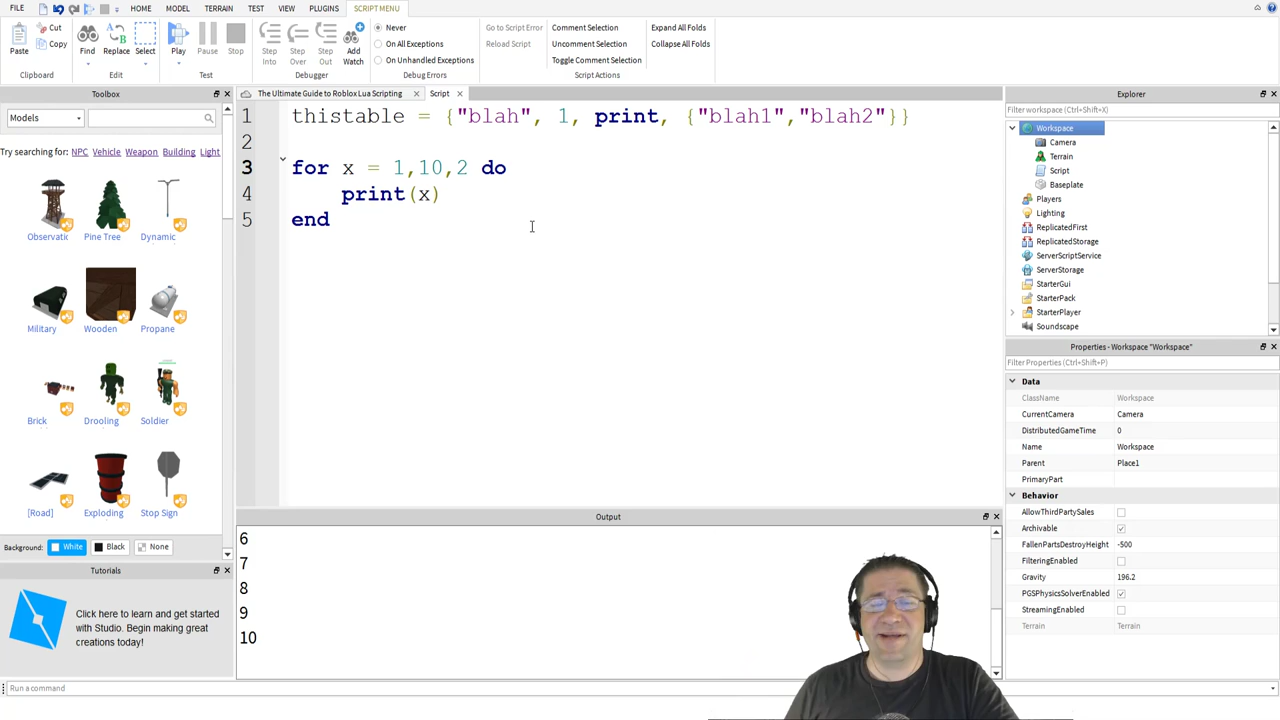 FILE HOME MODEL TERRAIN TEST VIEW PLUGINS SCRIPT MENU
Paste
Cut
Copy
Clipboard
Find
Replace
Select
Edit
Play
Pause
Stop
Test
Step Into
Step Over
Step Out
Add Watch
Debugger
Never
On All Exceptions
On Unhandled Exceptions
Debug Errors
Go to Script Error
Reload Script
Comment Selection
Uncomment Selection
Toggle Comment Selection
Expand All Folds
Collapse All Folds
Script Actions
Toolbox
Models
Try searching for: NPC Vehicle Weapon Building Light
Observatic
Pine Tree
Dynamic
Military
Wooden
Propane
Brick
Drooling
Soldier
[Road]
Exploding
Stop Sign
Background: White Black None
Tutorials
Click here to learn and get started
with Studio. Begin making great
creations today!
Run a command
The Ultimate Guide to Roblox Lua Scripting
Script
1 thistable = {"blah", 1, print, {"blah1","blah2"}}
2
3 for x = 1,10,2 do
4 print(x)
5 end
Output
6
7
8
9
10
Explorer
Filter workspace (Ctrl+Shift+X)
Workspace
Camera
Terrain
Script
Baseplate
Players
Lighting
ReplicatedFirst
ReplicatedStorage
ServerScriptService
ServerStorage
StarterGui
StarterPack
StarterPlayer
Soundscape
Properties - Workspace "Workspace"
Filter Properties (Ctrl+Shift+P)
Data
ClassName Workspace
CurrentCamera Camera
DistributedGameTime 0
Name Workspace
Parent Place1
PrimaryPart
Behavior
AllowThirdPartySales
Archivable
FallenPartsDestroyHeight -500
FilteringEnabled
Gravity 196.2
PGSPhysicsSolverEnabled
StreamingEnabled
Terrain Terrain